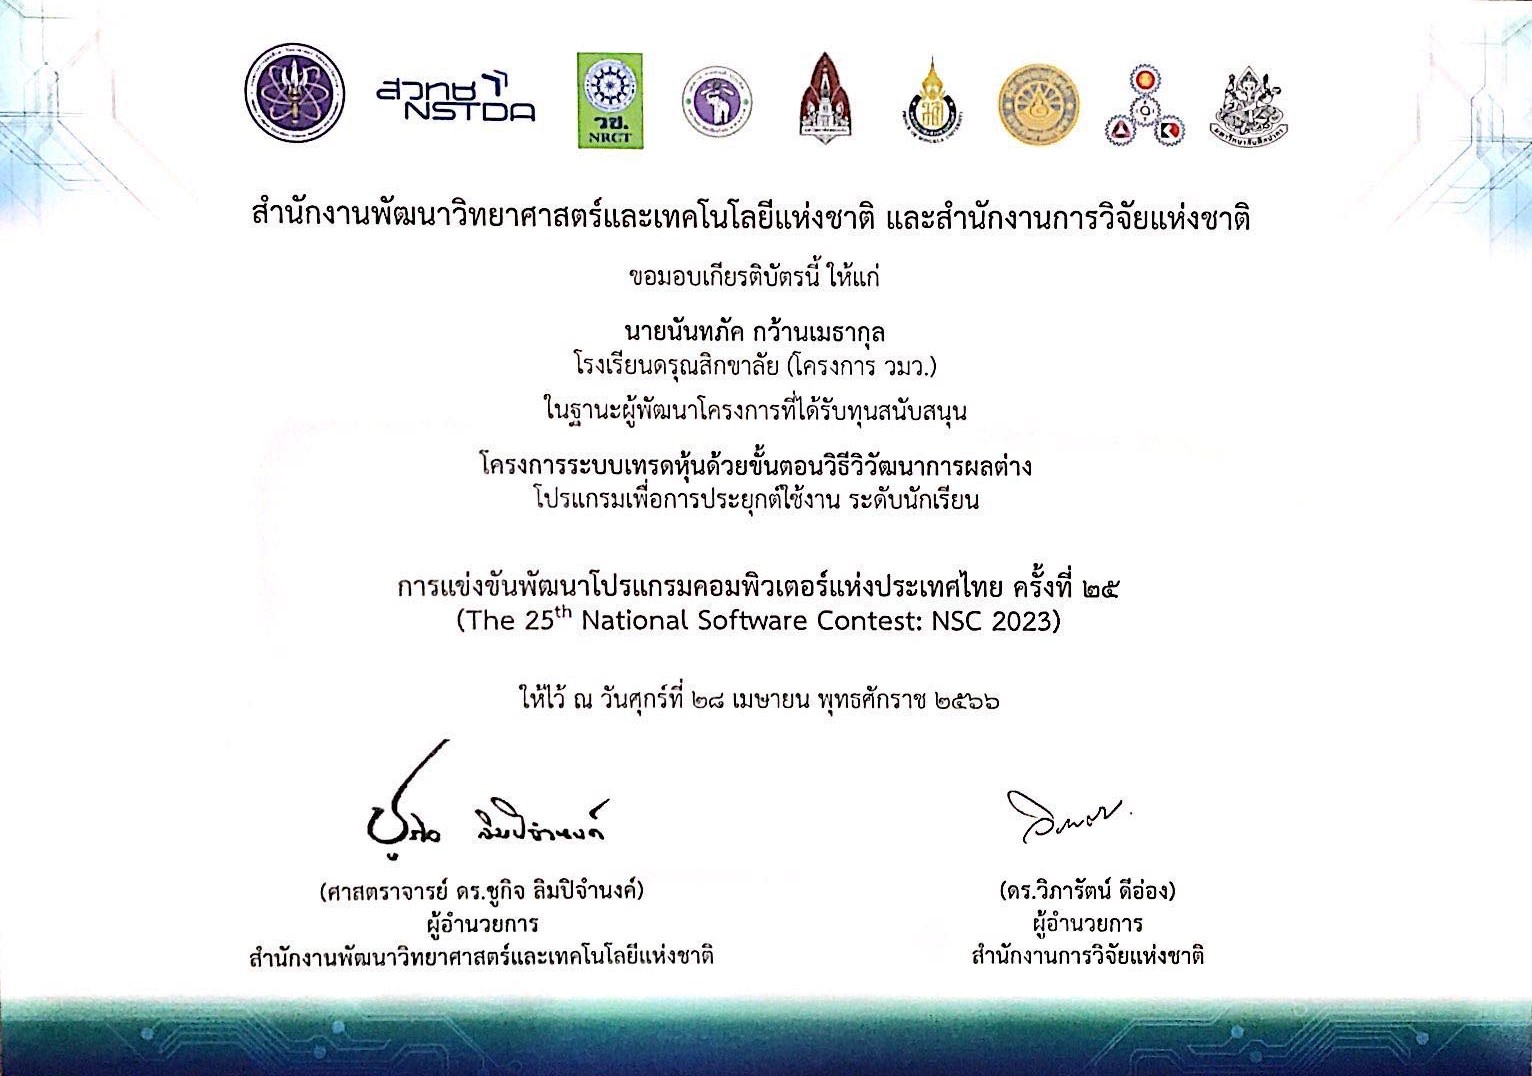 สวทช
NSTDA
วช.
NRCT
สำนักงานพัฒนาวิทยาศาสตร์และเทคโนโลยีแห่งชาติ และสำนักงานการวิจัยแห่งชาติ
ขอมอบเกียรติบัตรนี้ ให้แก่
นายนันทภัค กว้านเมธากุล
โรงเรียนดรุณสิกขาลัย (โครงการ วมว.)
ในฐานะผู้พัฒนาโครงการที่ได้รับทุนสนับสนุน
โครงการระบบเทรดหุ้นด้วยขั้นตอนวิธีวิวัฒนาการผลต่าง
โปรแกรมเพื่อการประยุกต์ใช้งาน ระดับนักเรียน
การแข่งขันพัฒนาโปรแกรมคอมพิวเตอร์แห่งประเทศไทย ครั้งที่ ๒๕
(The 25th National Software Contest: NSC 2023)
ให้ไว้ ณ วันศุกร์ที่ ๒๘ เมษายน พุทธศักราช ๒๕๖๖
(ศาสตราจารย์ ดร.ชูกิจ ลิมปิจำนงค์)
ผู้อำนวยการ
สำนักงานพัฒนาวิทยาศาสตร์และเทคโนโลยีแห่งชาติ
(ดร.วิภารัตน์ ดีอ่อง)
ผู้อำนวยการ
สำนักงานการวิจัยแห่งชาติ